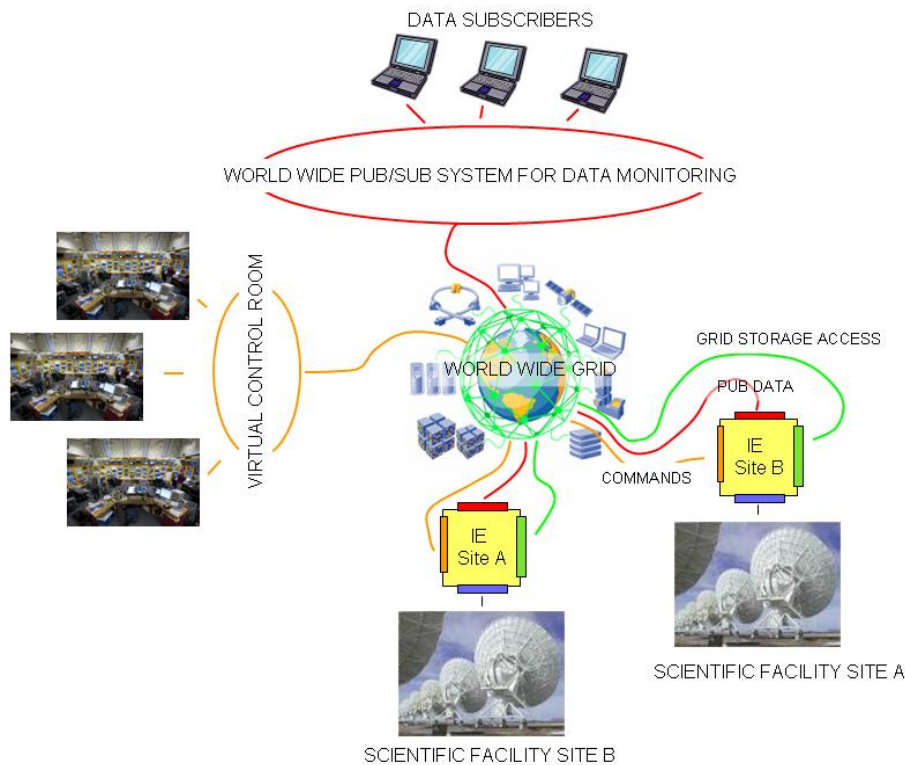 DATA SUBSCRIBERS
WORLD WIDE PUB/SUB SYSTEM FOR DATA MONITORING
VIRTUAL CONTROL ROOM
WORLD WIDE GRID
GRID STORAGE ACCESS
PUB DATA
IE
Site B
COMMANDS
IE
Site A
SCIENTIFIC FACILITY SITE A
SCIENTIFIC FACILITY SITE B